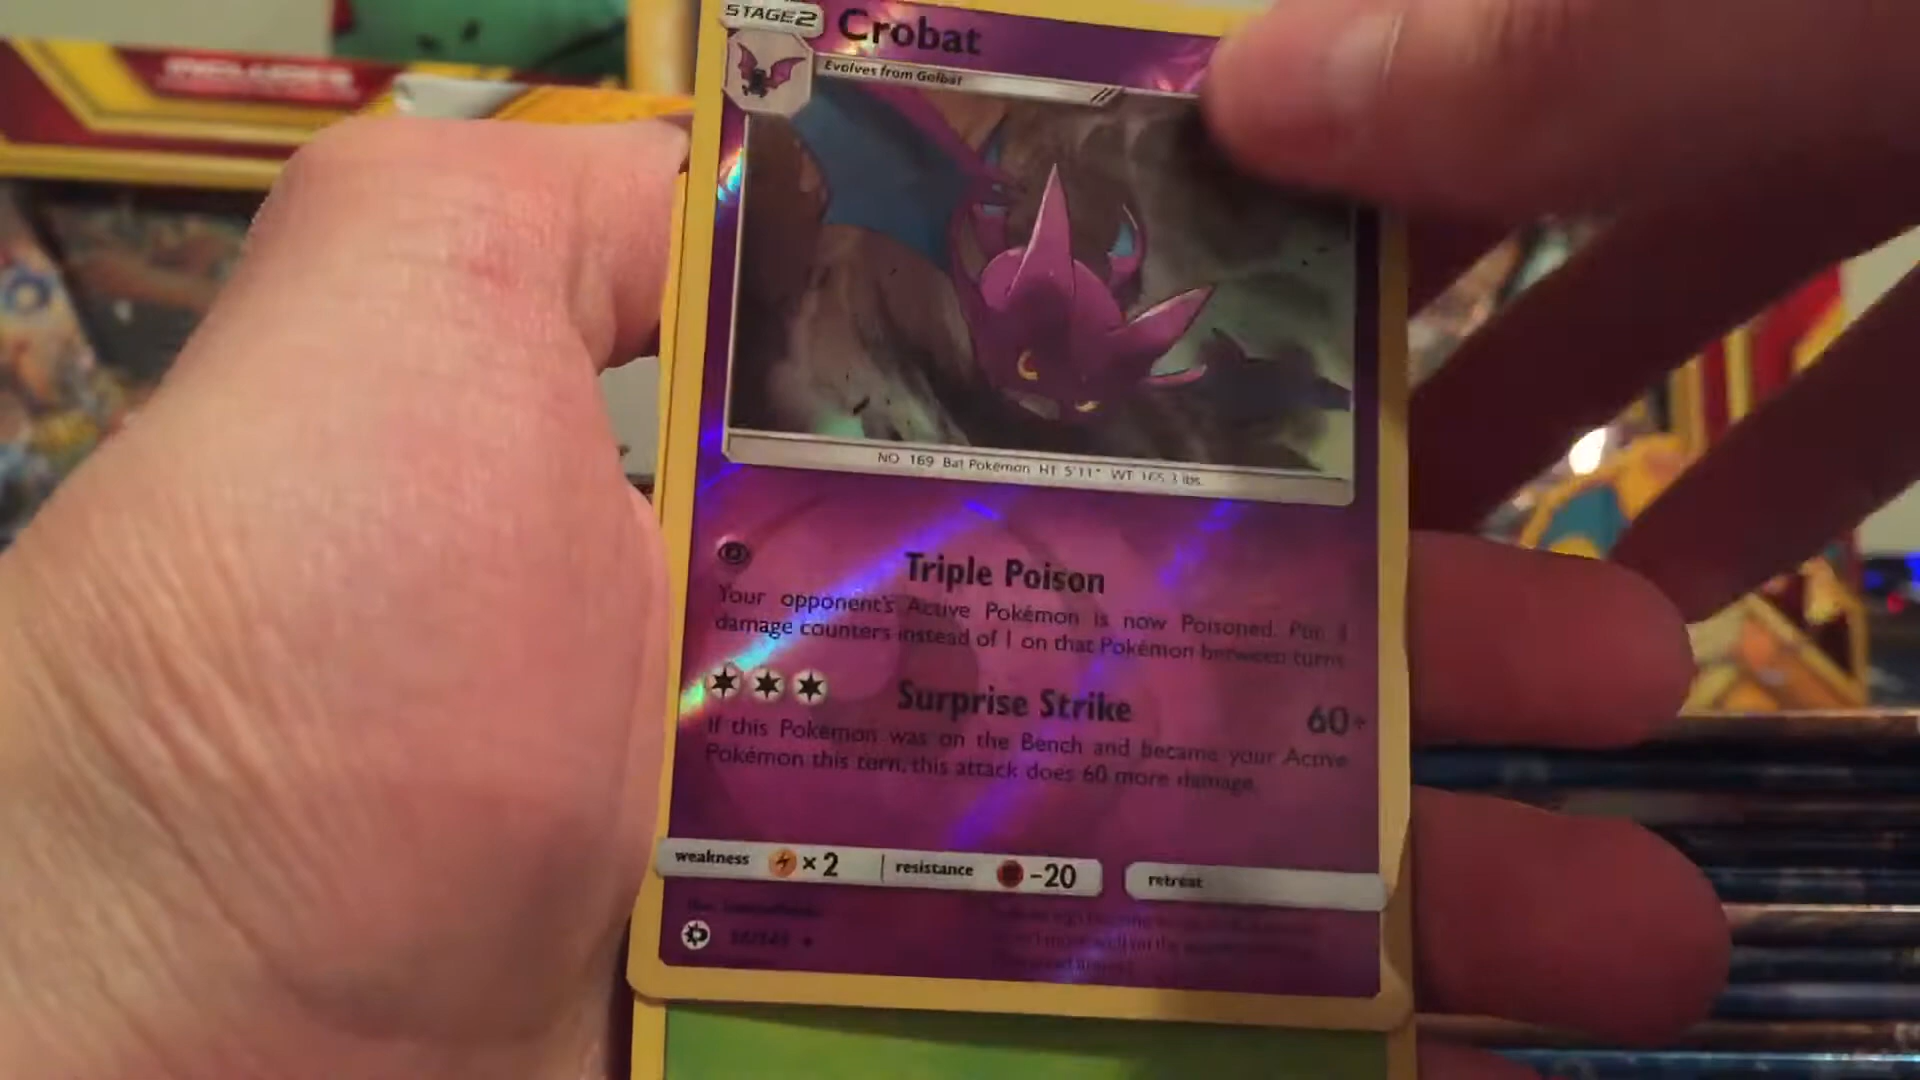 INCLUDES
STAGE2
Crobat
Evolves from Golbat
NO. 169 Bat Pokémon HT 5'11" WT 165.3 lbs.
Triple Poison
Your opponent's Active Pokémon is now Poisoned. Put 3
damage counters instead of 1 on that Pokémon between turns.
Surprise Strike 60+
If this Pokémon was on the Bench and became your Active
Pokémon this turn, this attack does 60 more damage.
weakness × 2 resistance -20 retreat